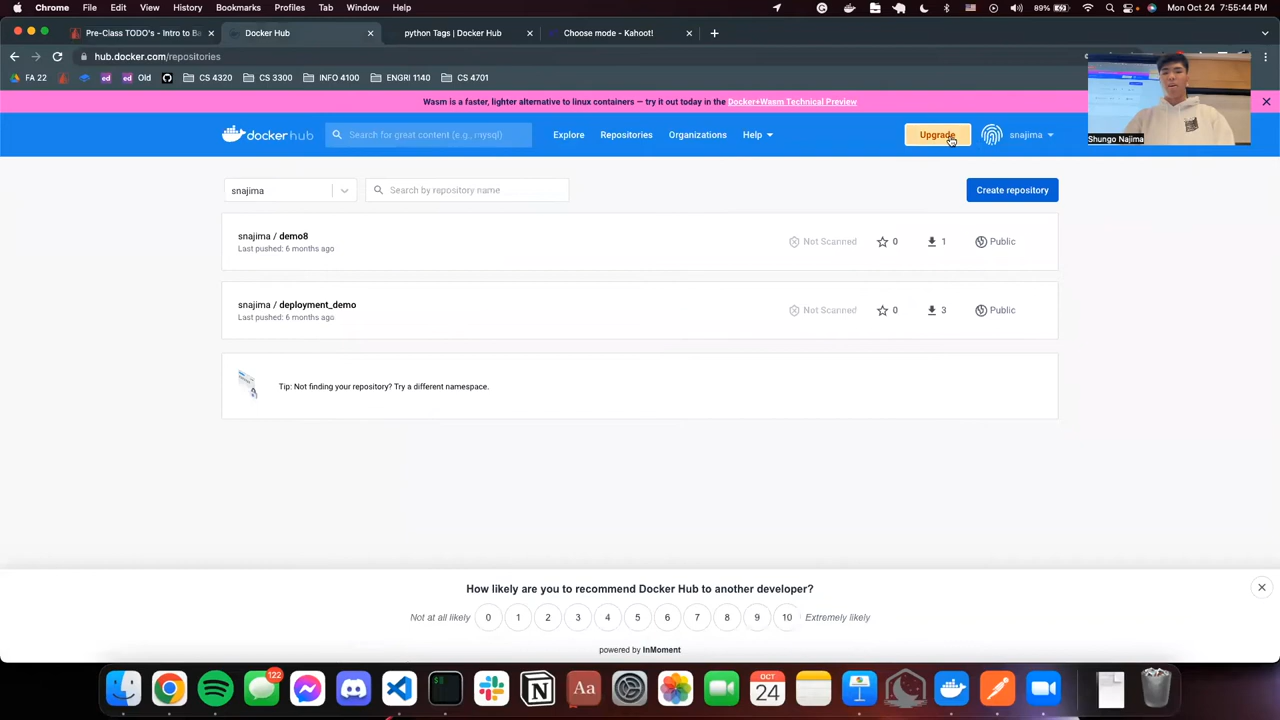 Chrome File Edit View History Bookmarks Profiles Tab Window Help 89% Mon Oct 24 7:55:44 PM
Pre-Class TODO's - Intro to Ba
Docker Hub
python Tags | Docker Hub
Choose mode - Kahoot!
hub.docker.com/repositories
FA 22 ed ed Old CS 4320 CS 3300 INFO 4100 ENGRI 1140 CS 4701
Wasm is a faster, lighter alternative to linux containers — try it out today in the Docker+Wasm Technical Preview
Shungo Najima
dockerhub Search for great content (e.g., mysql) Explore Repositories Organizations Help Upgrade snajima
snajima Search by repository name Create repository
snajima / demo8
Last pushed: 6 months ago
Not Scanned 0 1 Public
snajima / deployment_demo
Last pushed: 6 months ago
Not Scanned 0 3 Public
Tip: Not finding your repository? Try a different namespace.
How likely are you to recommend Docker Hub to another developer?
Not at all likely 0 1 2 3 4 5 6 7 8 9 10 Extremely likely
powered by InMoment
122
Aa
OCT
24